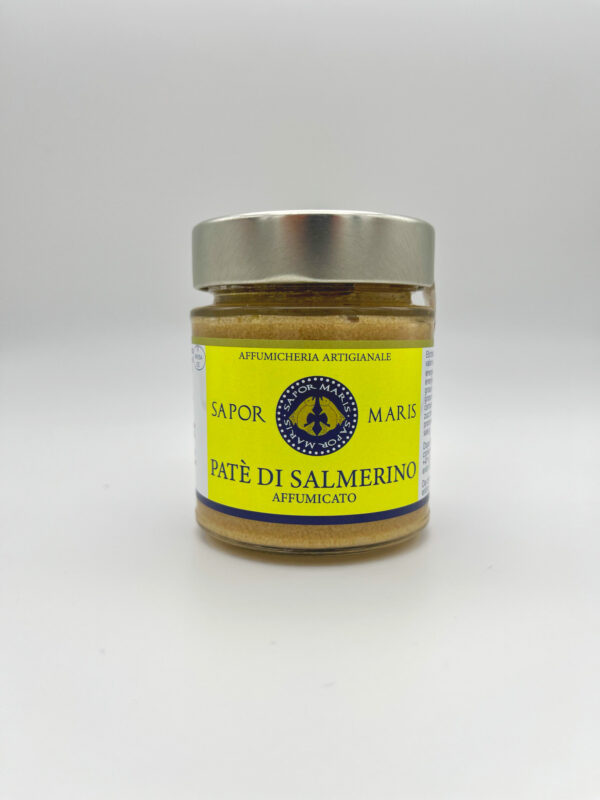 AFFUMICHERIA ARTIGIANALE
SAPOR MARIS
SAPOR MARIS · SAPOR MARIS ·
PATÈ DI SALMERINO
AFFUMICATO